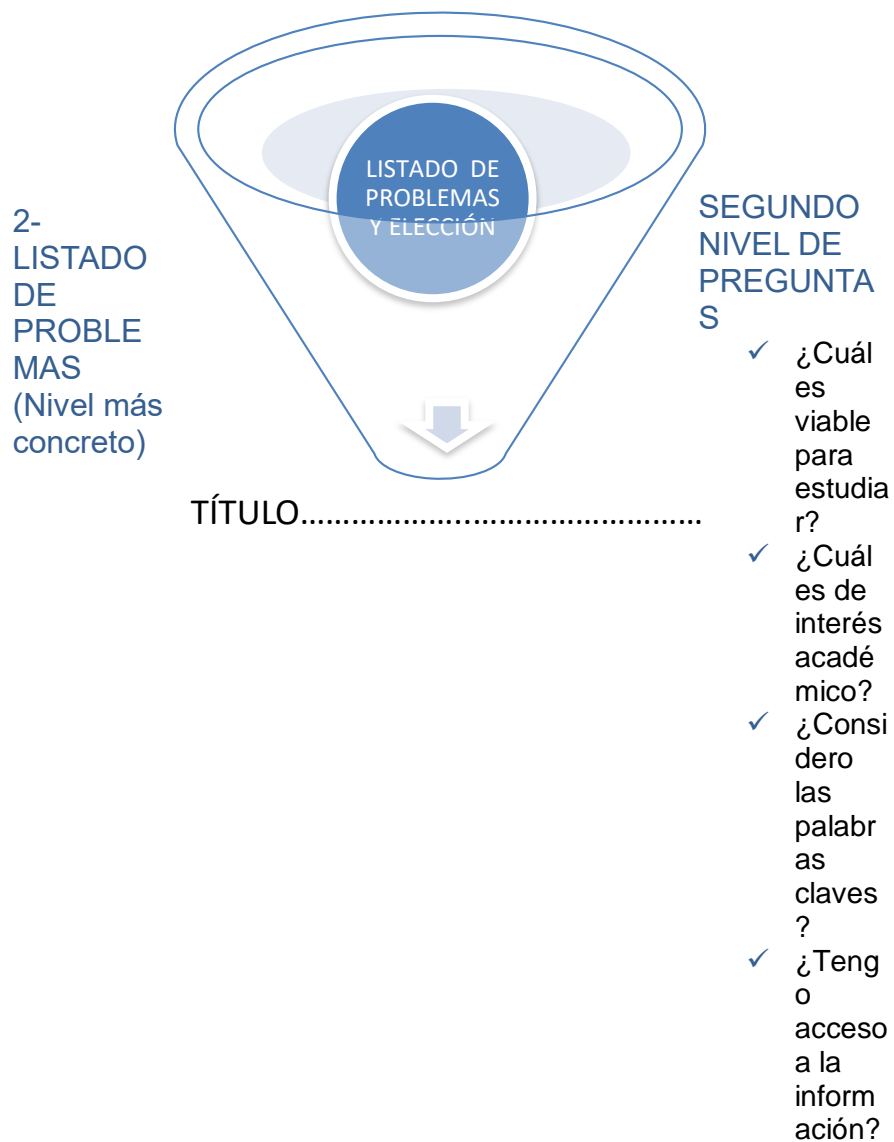 LISTADO DE
PROBLEMAS
Y ELECCIÓN
2-
LISTADO
DE
PROBLE
MAS
(Nivel más
concreto)
SEGUNDO
NIVEL DE
PREGUNTA
S
✓ ¿Cuál
es
viable
para
estudia
r?
✓ ¿Cuál
es de
interés
acadé
mico?
✓ ¿Consi
dero
las
palabr
as
claves
?
✓ ¿Teng
o
acceso
a la
inform
ación?
TÍTULO………………..……………………